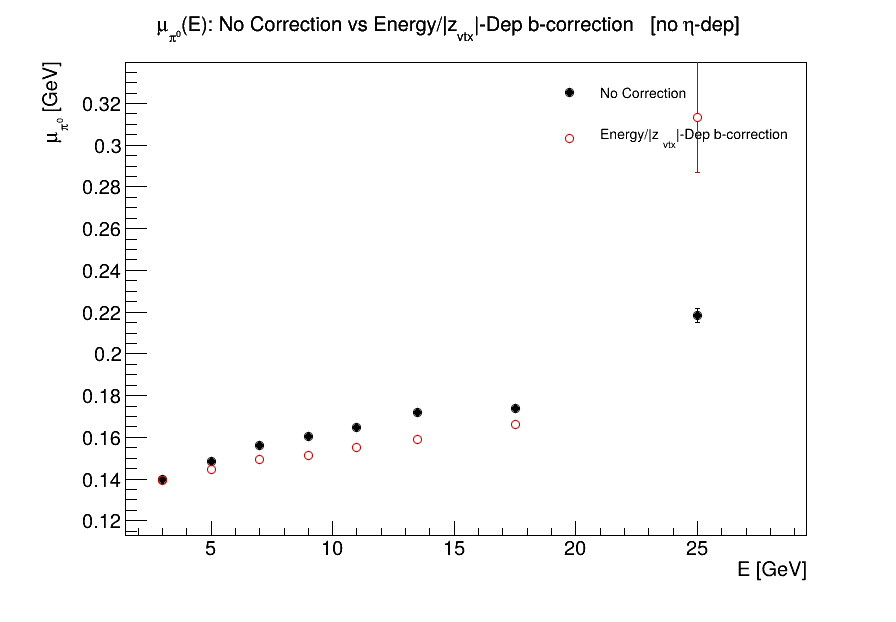 μπ⁰(E): No Correction vs Energy/|zvtx|-Dep b-correction [no η-dep]
μπ⁰ [GeV]
No Correction
Energy/|z vtx|-Dep b-correction
0.32
0.3
0.28
0.26
0.24
0.22
0.2
0.18
0.16
0.14
0.12
5 10 15 20 25
E [GeV]